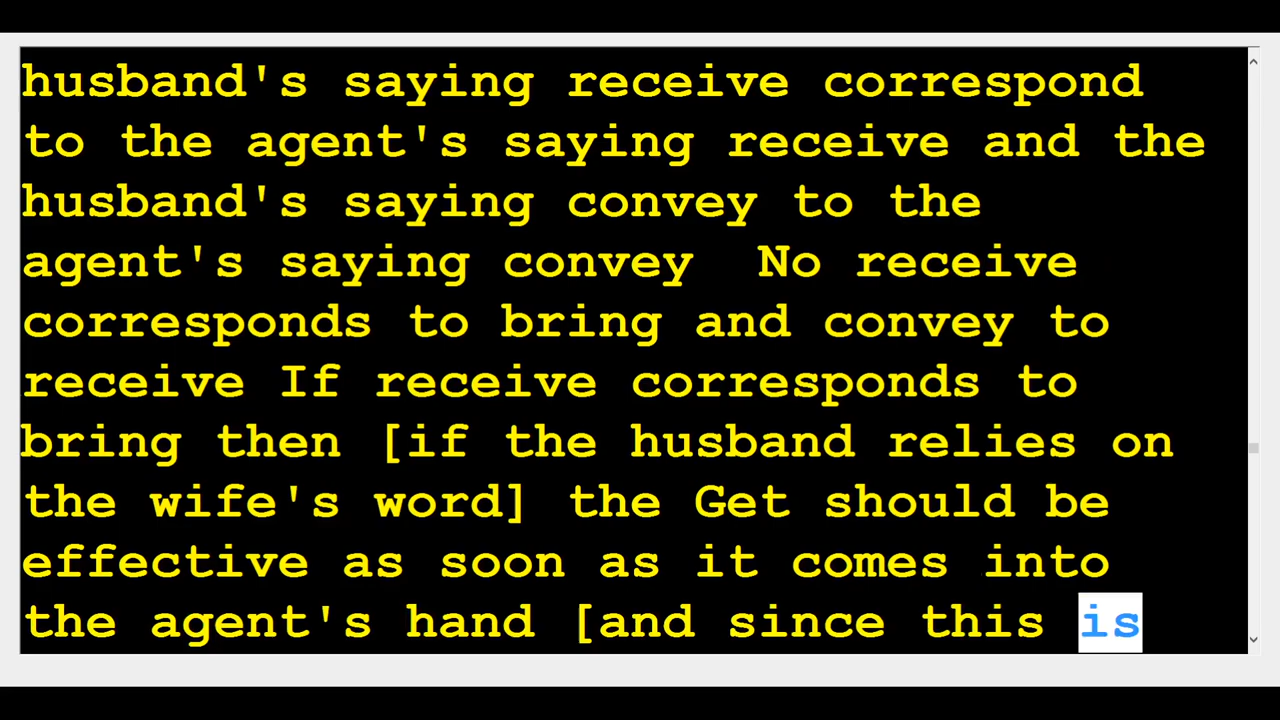 husband's saying receive correspond
to the agent's saying receive and the
husband's saying convey to the
agent's saying convey  No receive
corresponds to bring and convey to
receive If receive corresponds to
bring then [if the husband relies on
the wife's word] the Get should be
effective as soon as it comes into
the agent's hand [and since this is